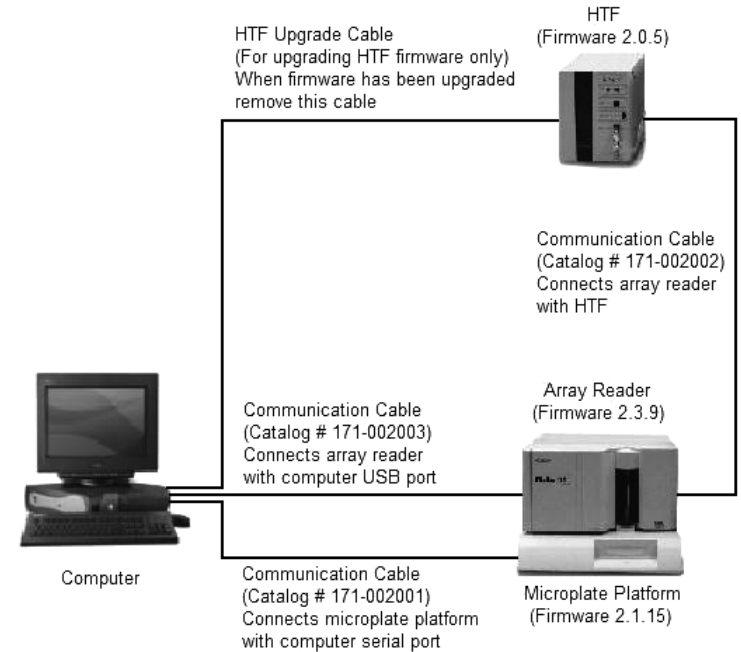 HTF Upgrade Cable
(For upgrading HTF firmware only)
When firmware has been upgraded
remove this cable
HTF
(Firmware 2.0.5)
Communication Cable
(Catalog # 171-002002)
Connects array reader
with HTF
Communication Cable
(Catalog # 171-002003)
Connects array reader
with computer USB port
Array Reader
(Firmware 2.3.9)
Computer
Communication Cable
(Catalog # 171-002001)
Connects microplate platform
with computer serial port
Microplate Platform
(Firmware 2.1.15)